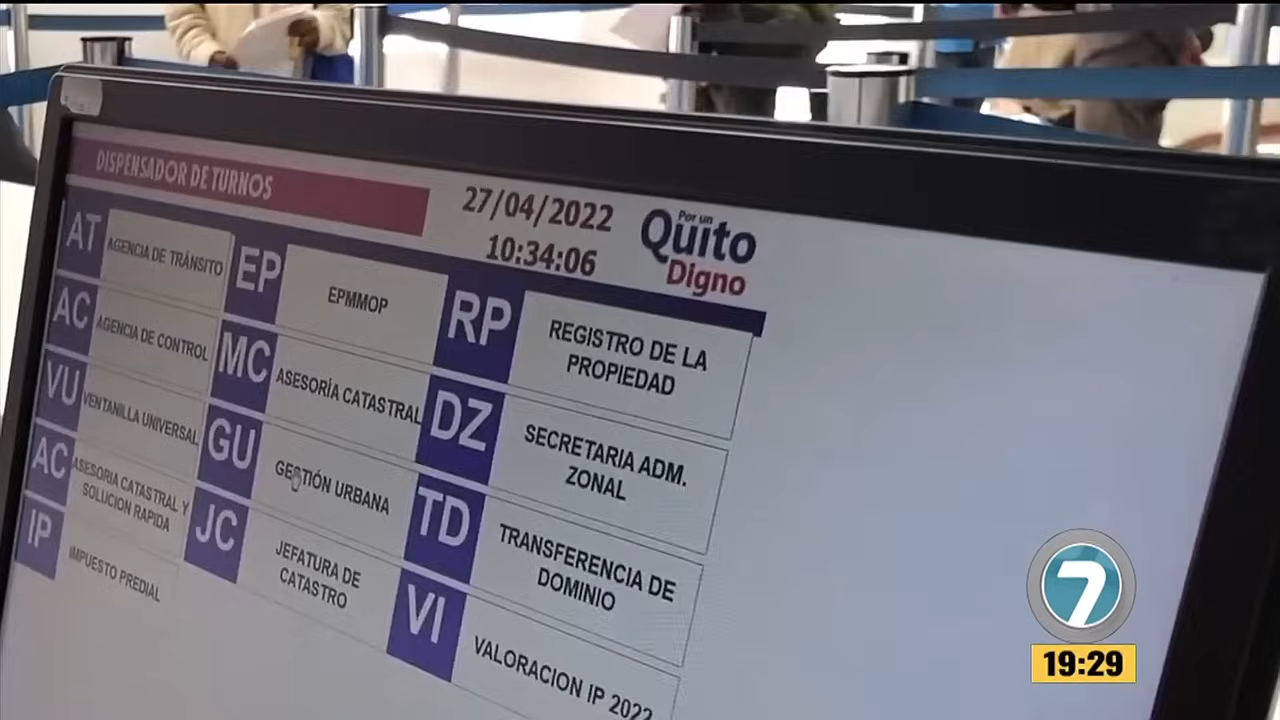 DISPENSADOR DE TURNOS
27/04/2022
10:34:06
Por un
Quito
Digno
AT
AGENCIA DE TRÁNSITO
EP
EPMMOP
RP
REGISTRO DE LA
PROPIEDAD
AC
AGENCIA DE CONTROL
MC
ASESORÍA CATASTRAL
DZ
SECRETARIA ADM.
ZONAL
VU
VENTANILLA UNIVERSAL
GU
GESTIÓN URBANA
TD
TRANSFERENCIA DE
DOMINIO
AC
ASESORIA CATASTRAL Y
SOLUCION RAPIDA
JC
JEFATURA DE
CATASTRO
VI
VALORACION IP 2022
IP
IMPUESTO PREDIAL
7
19:29